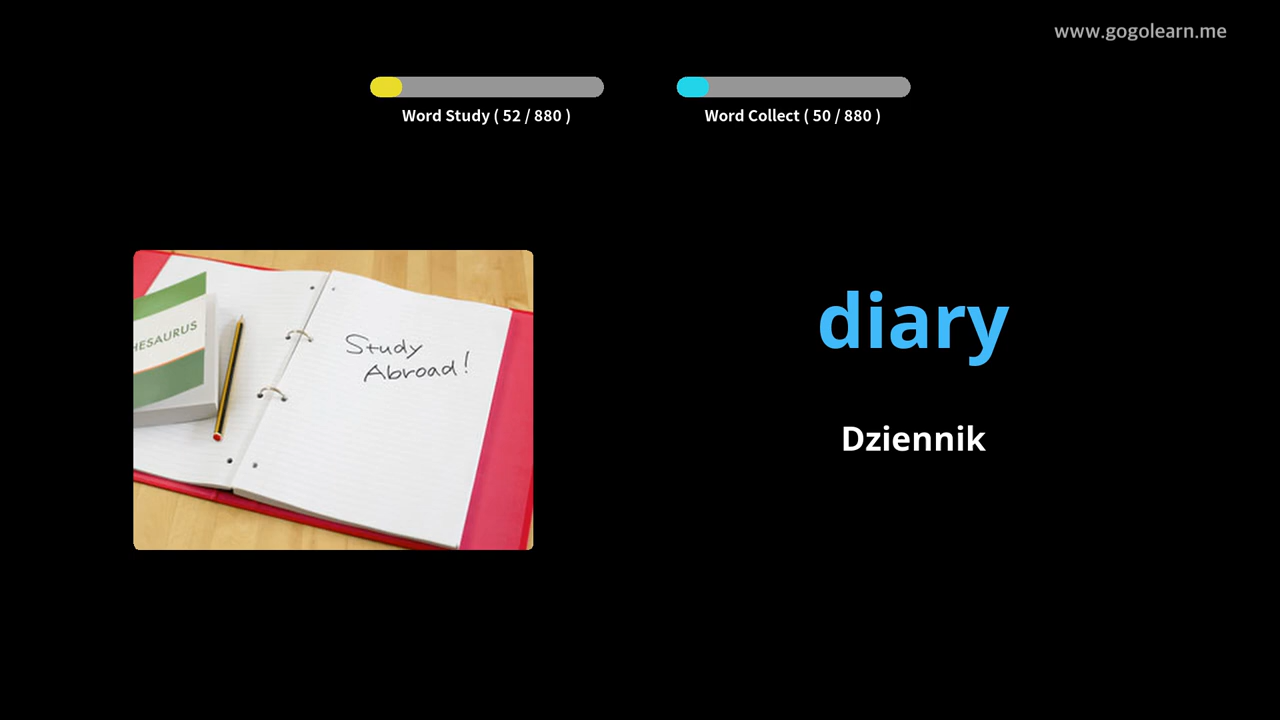 www.gogolearn.me
Word Study ( 52 / 880 )
Word Collect ( 50 / 880 )
HESAURUS
Study
Abroad!
diary
Dziennik